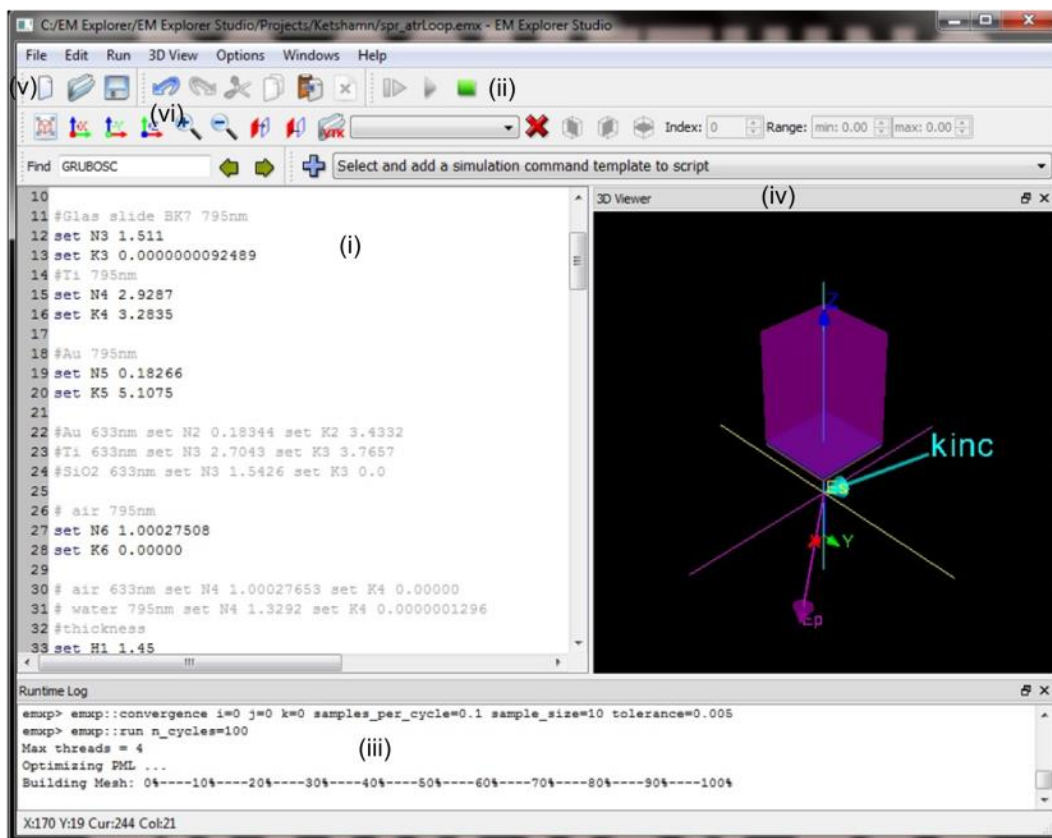 C:/EM Explorer/EM Explorer Studio/Projects/Ketshamn/spr_atrLoop.emx - EM Explorer Studio
File Edit Run 3D View Options Windows Help
(v) (ii)
(vi) VTK Index: 0 Range: min: 0.00 max: 0.00
Find GRUBOSC Select and add a simulation command template to script
10
11 #Glas slide BK7 795nm
12 set N3 1.511
13 set K3 0.0000000092489
14 #Ti 795nm
15 set N4 2.9287
16 set K4 3.2835
17
18 #Au 795nm
19 set N5 0.18266
20 set K5 5.1075
21
22 #Au 633nm set N2 0.18344 set K2 3.4332
23 #Ti 633nm set N3 2.7043 set K3 3.7657
24 #SiO2 633nm set N3 1.5426 set K3 0.0
25
26 # air 795nm
27 set N6 1.00027508
28 set K6 0.00000
29
30 # air 633nm set N4 1.00027653 set K4 0.00000
31 # water 795nm set N4 1.3292 set K4 0.0000001296
32 #thickness
33 set H1 1.45
(i)
3D Viewer (iv)
Z
kinc
Es
X Y
Ep
Runtime Log
emxp> emxp::convergence i=0 j=0 k=0 samples_per_cycle=0.1 sample_size=10 tolerance=0.005
emxp> emxp::run n_cycles=100
Max threads = 4
(iii)
Optimizing PML ...
Building Mesh: 0%----10%----20%----30%----40%----50%----60%----70%----80%----90%----100%
X:170 Y:19 Cur:244 Col:21